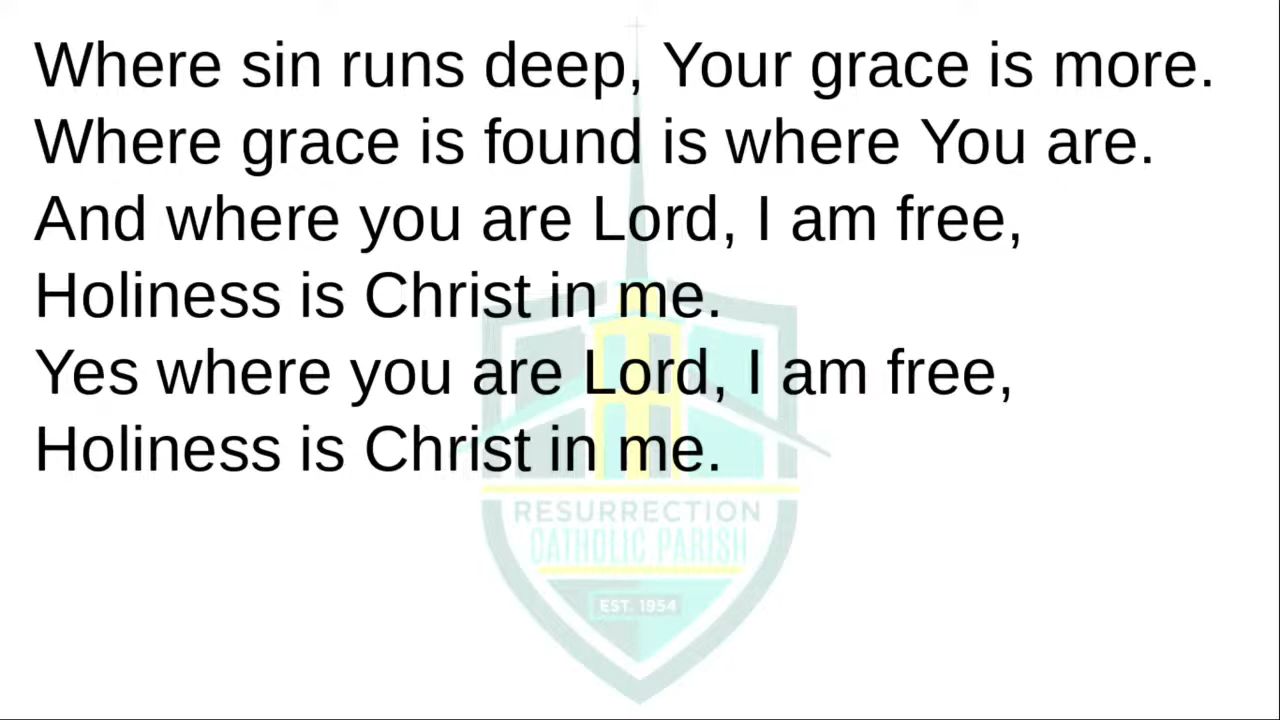 Where sin runs deep, Your grace is more.
Where grace is found is where You are.
And where you are Lord, I am free,
Holiness is Christ in me.
Yes where you are Lord, I am free,
Holiness is Christ in me.
RESURRECTION
CATHOLIC PARISH
EST. 1954